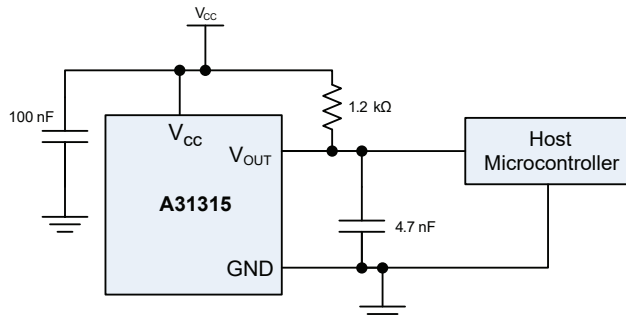 VCC
100 nF
VCC
1.2 kΩ
VOUT
A31315
Host
Microcontroller
4.7 nF
GND